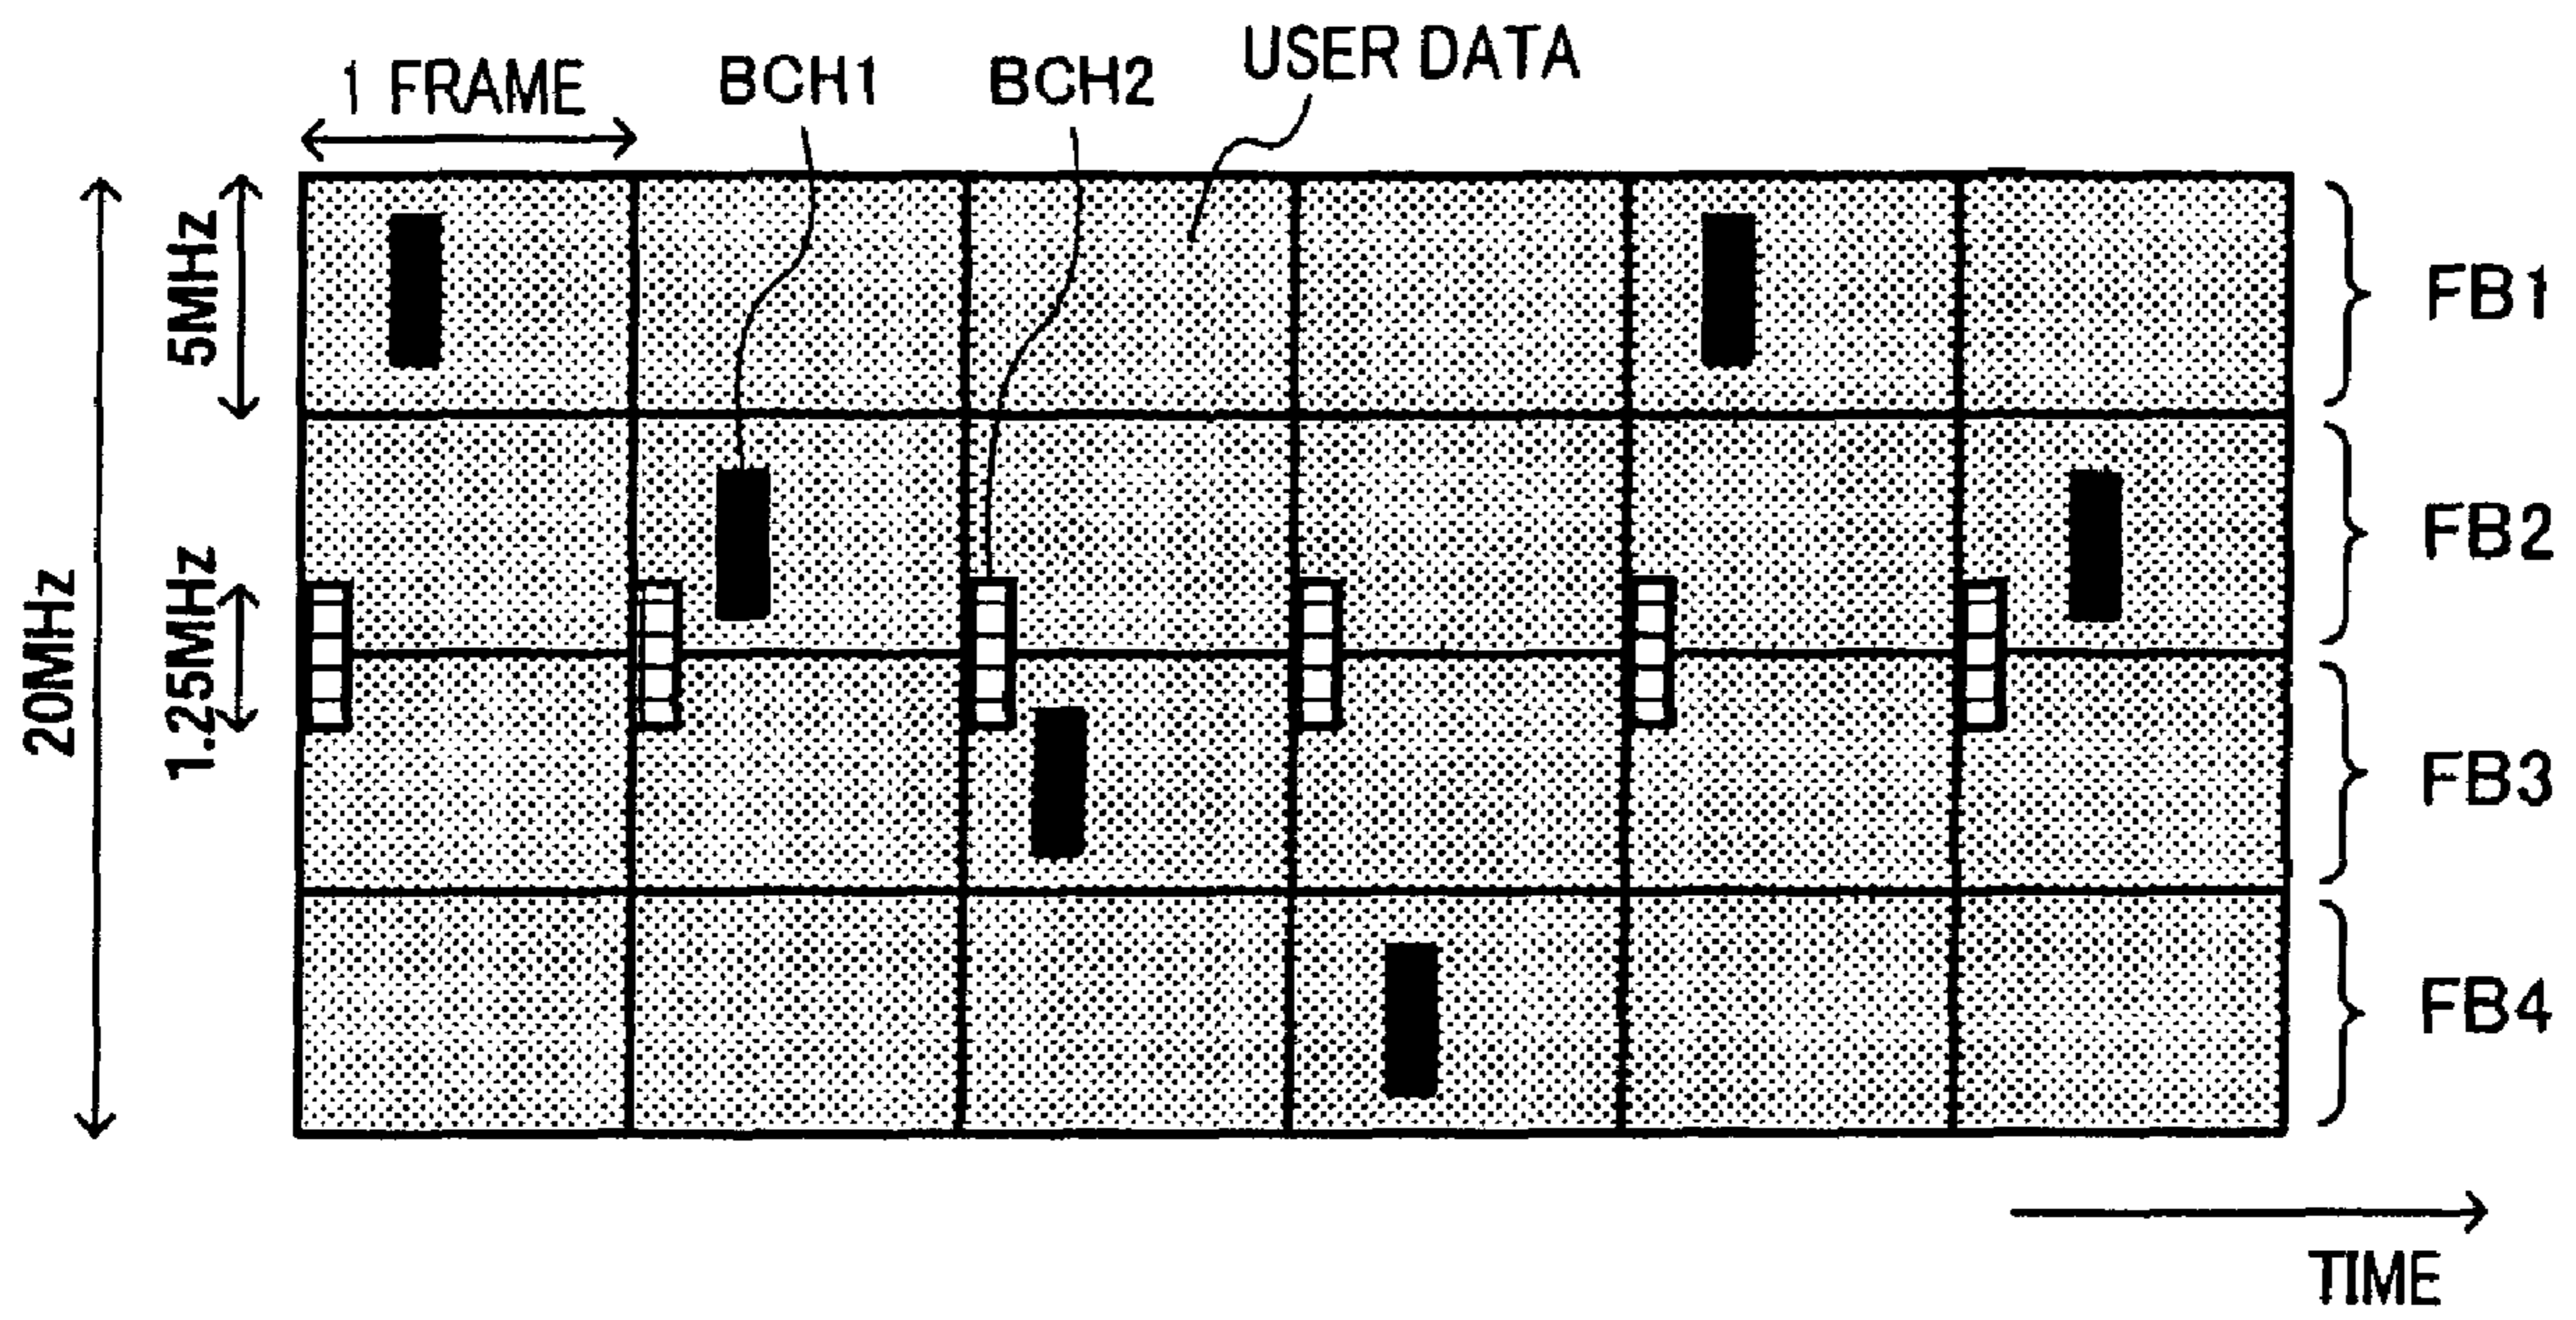 1 FRAME
BCH1
BCH2
USER DATA
20MHz
5MHz
1.25MHz
FB1
FB2
FB3
FB4
TIME